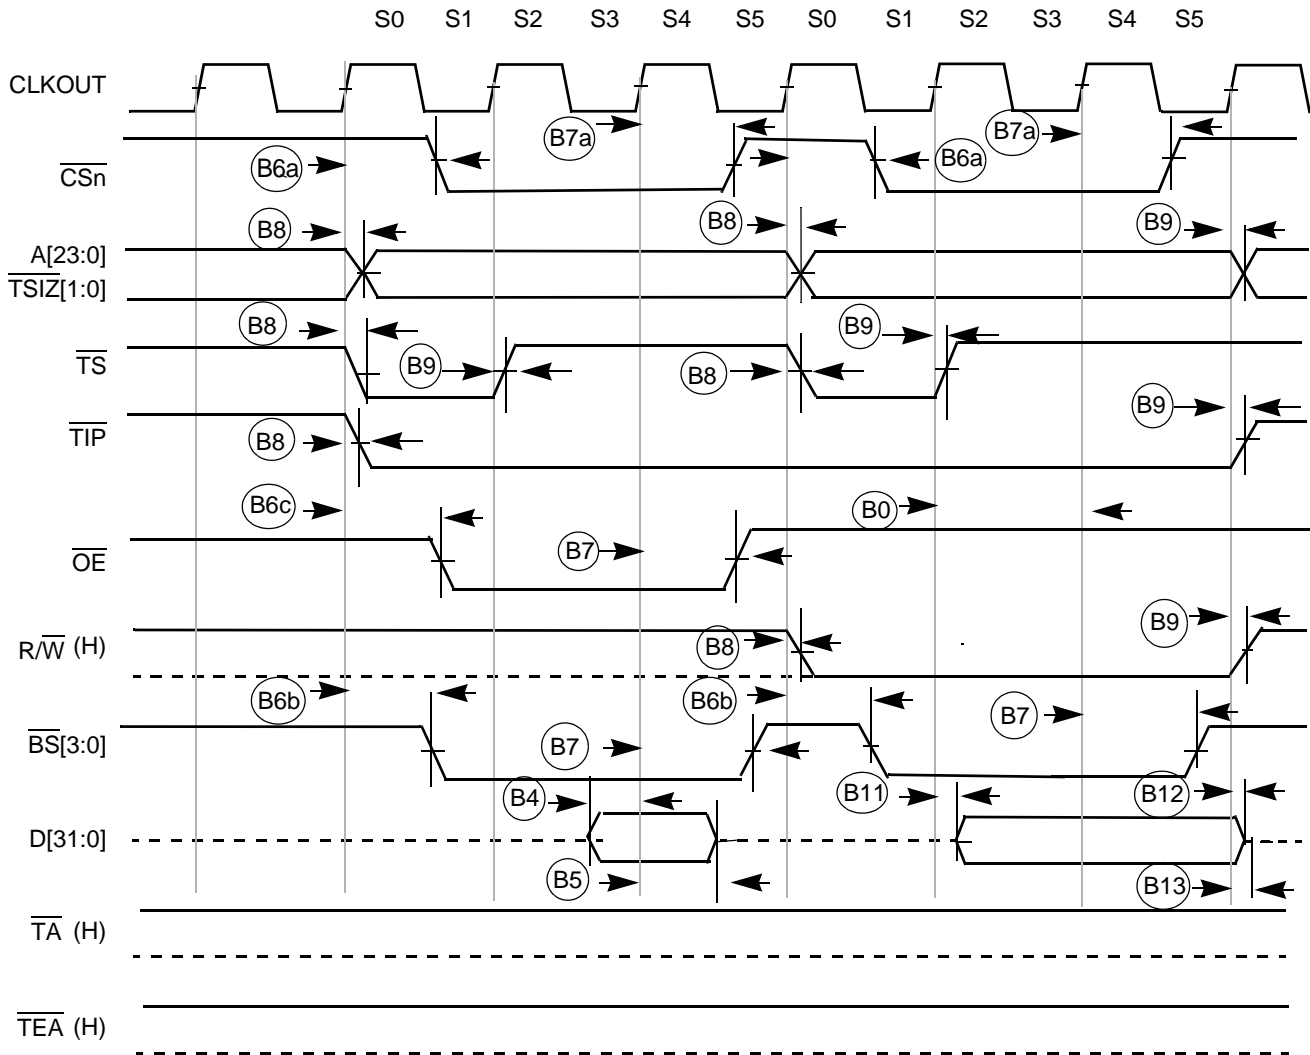 S0 S1 S2 S3 S4 S5 S0 S1 S2 S3 S4 S5
CLKOUT
B7a B7a
CSn B6a B6a
B8 B8 B9
A[23:0]
TSIZ[1:0]
B8 B9
TS B9 B8
B9
TIP B8
B6c B0
OE B7
R/W (H) B8 B9
B6b B6b B7
BS[3:0] B7
B4 B11 B12
D[31:0]
B5 B13
TA (H)
TEA (H)